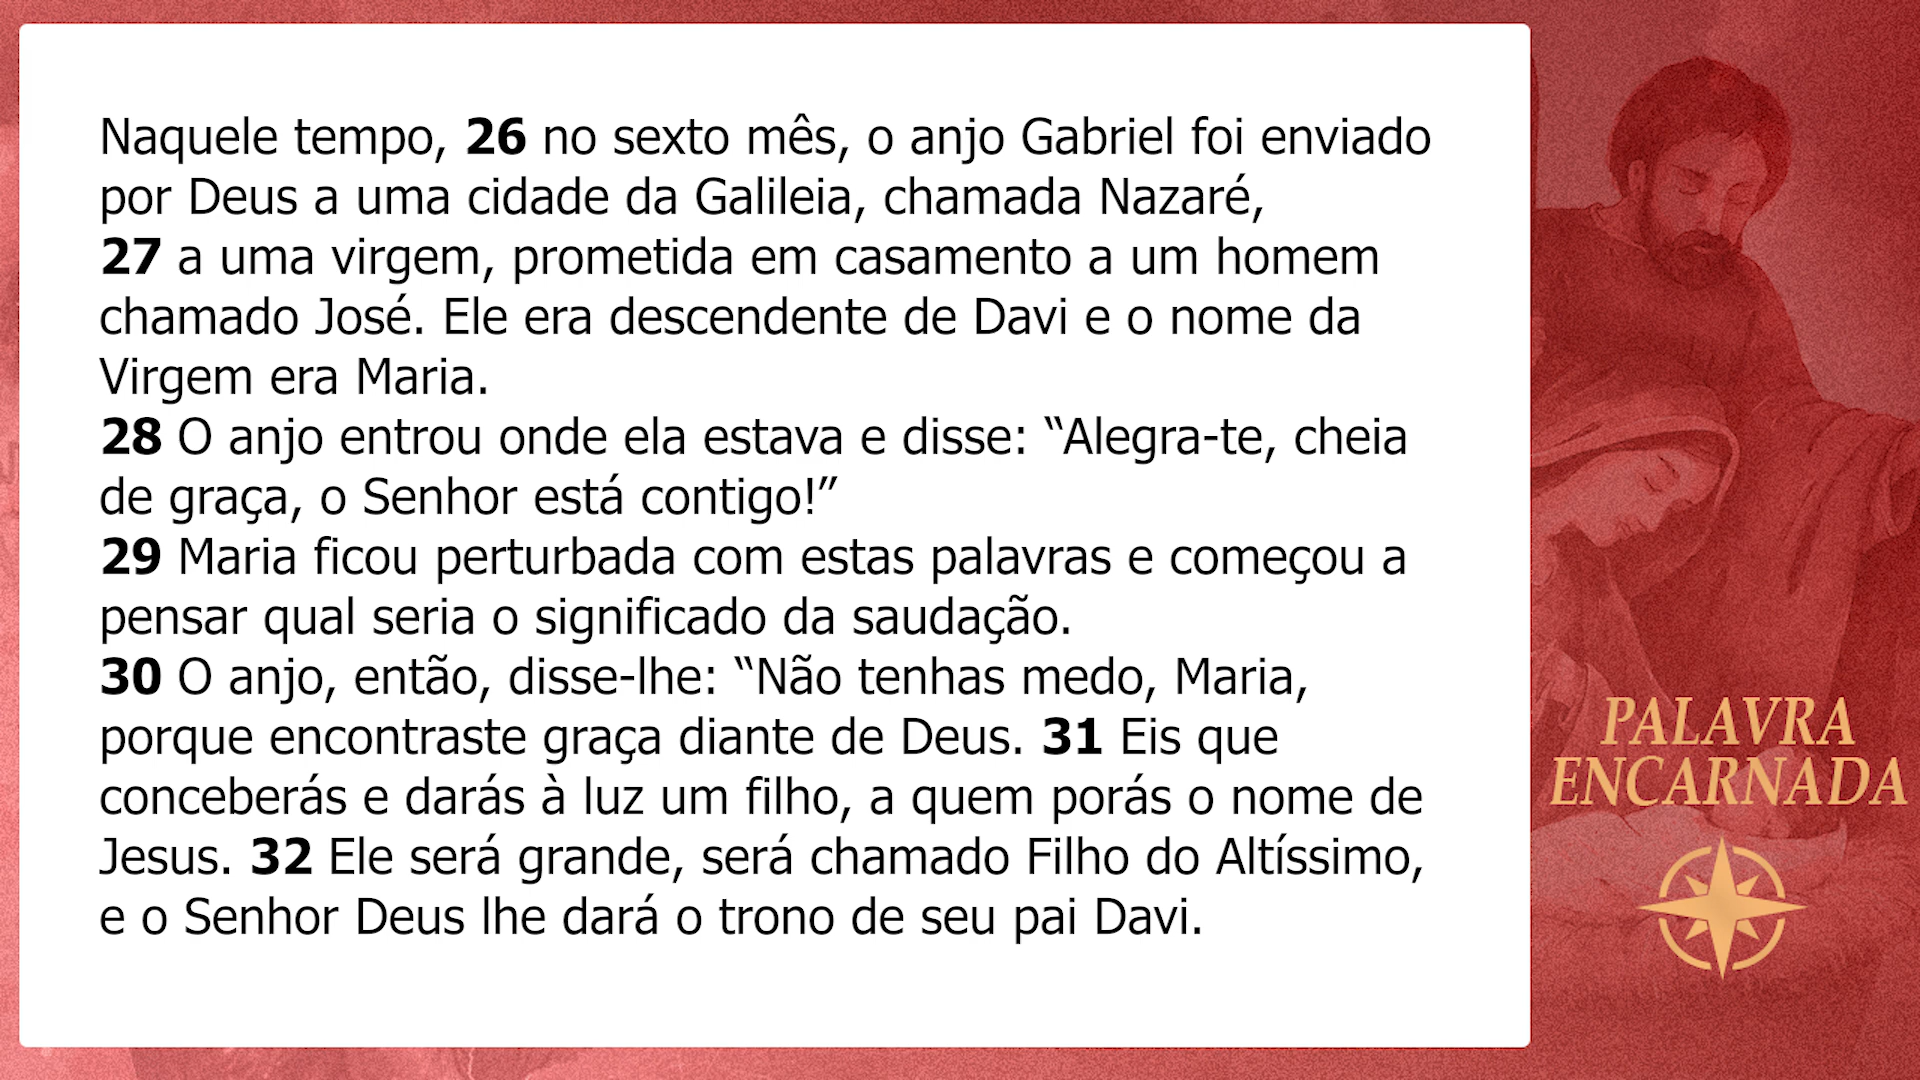 Naquele tempo, 26 no sexto mês, o anjo Gabriel foi enviado
por Deus a uma cidade da Galileia, chamada Nazaré,
27 a uma virgem, prometida em casamento a um homem
chamado José. Ele era descendente de Davi e o nome da
Virgem era Maria.
28 O anjo entrou onde ela estava e disse: “Alegra-te, cheia
de graça, o Senhor está contigo!”
29 Maria ficou perturbada com estas palavras e começou a
pensar qual seria o significado da saudação.
30 O anjo, então, disse-lhe: “Não tenhas medo, Maria,
porque encontraste graça diante de Deus. 31 Eis que
conceberás e darás à luz um filho, a quem porás o nome de
Jesus. 32 Ele será grande, será chamado Filho do Altíssimo,
e o Senhor Deus lhe dará o trono de seu pai Davi.
PALAVRA
ENCARNADA